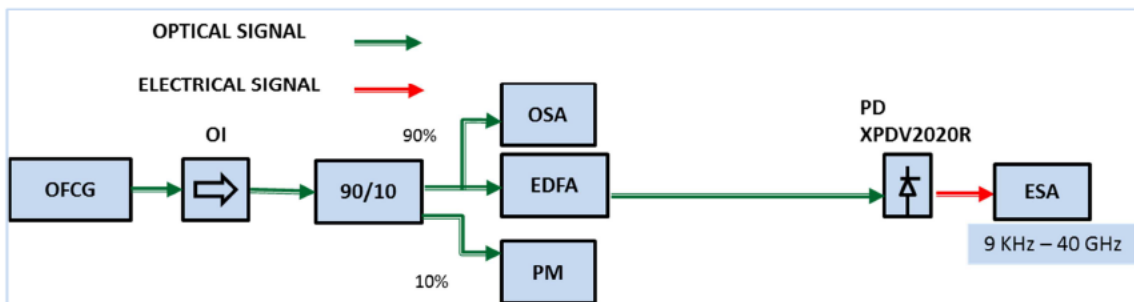 OPTICAL SIGNAL
ELECTRICAL SIGNAL
OI
90%
OSA
PD
XPDV2020R
OFCG
90/10
EDFA
ESA
9 KHz – 40 GHz
10%
PM